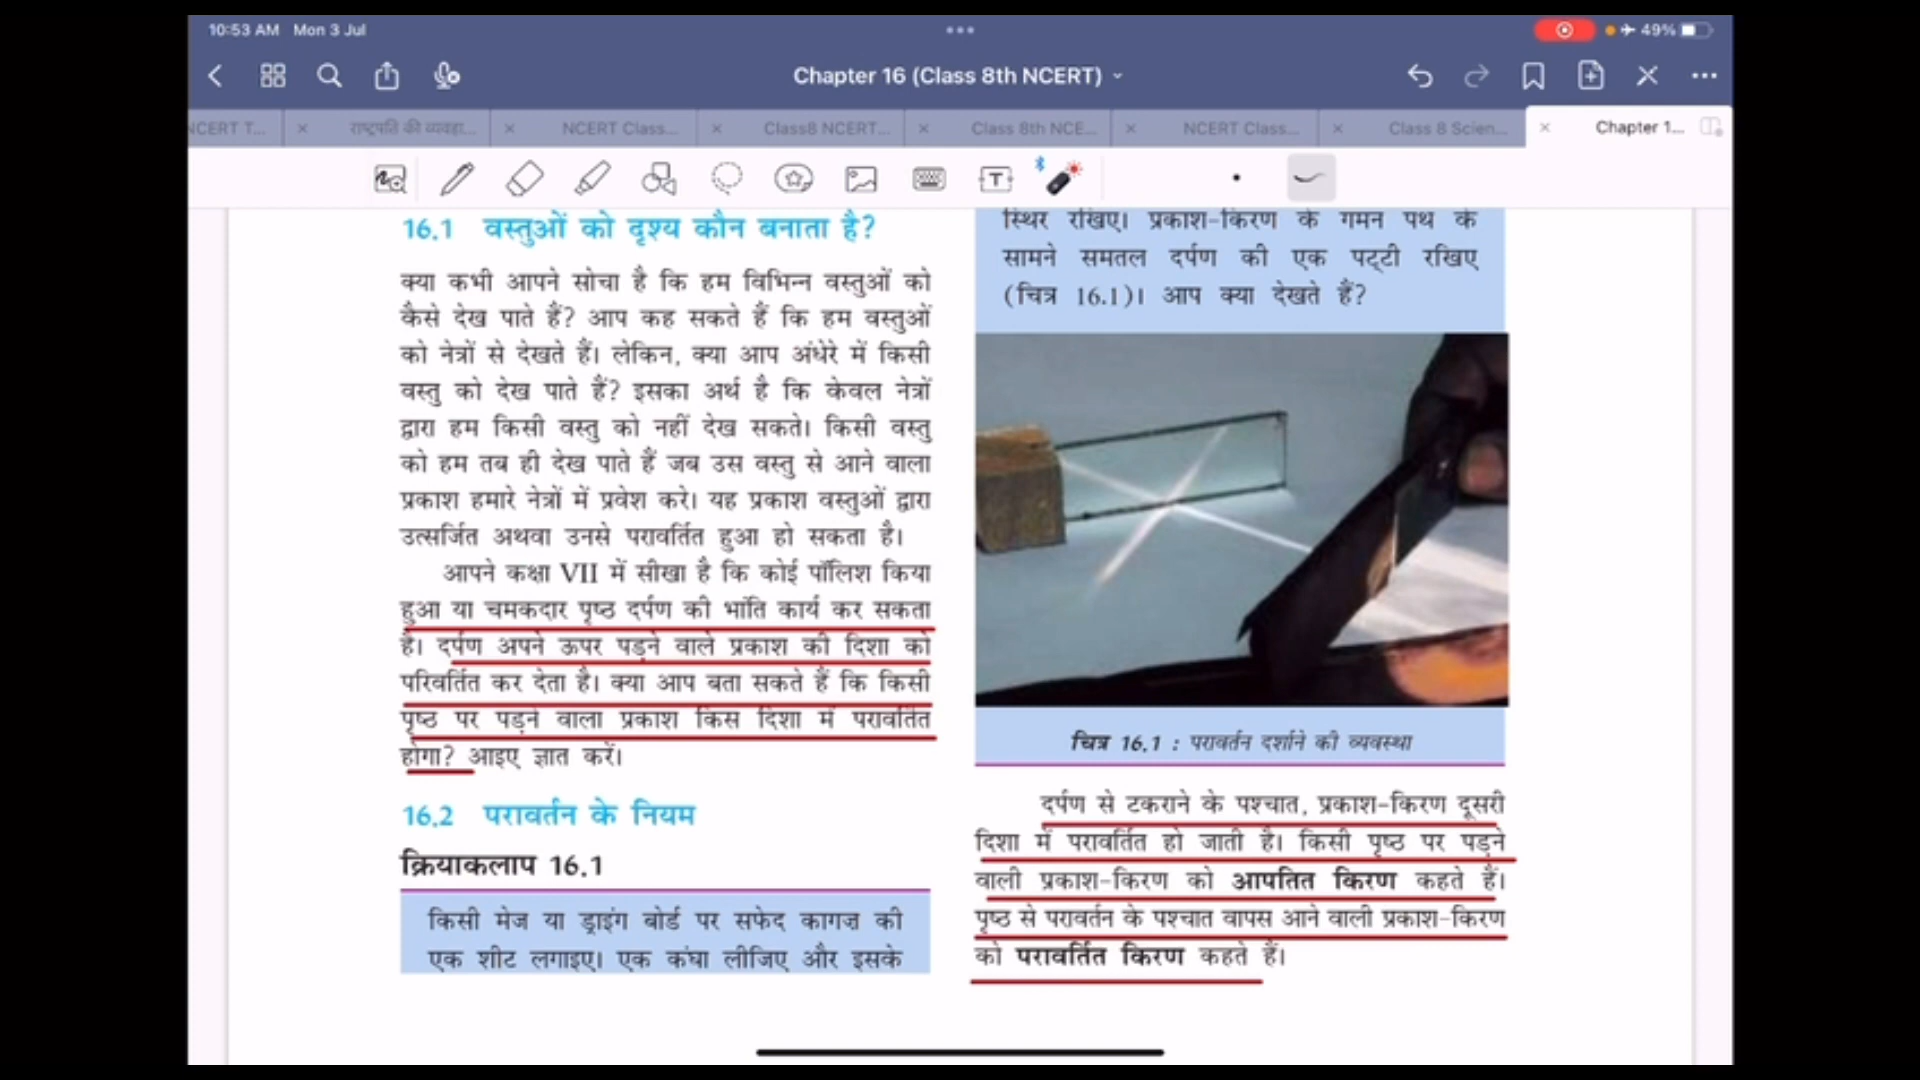 10:53 AM Mon 3 Jul
49%
Chapter 16 (Class 8th NCERT)
NCERT T...
राष्ट्रपति की व्यवहा...
NCERT Class...
Class8 NCERT...
Class 8th NCE...
NCERT Class...
Class 8 Scien...
Chapter 1...
16.1 वस्तुओं को दृश्य कौन बनाता है?
क्या कभी आपने सोचा है कि हम विभिन्न वस्तुओं को
कैसे देख पाते हैं? आप कह सकते हैं कि हम वस्तुओं
को नेत्रों से देखते हैं। लेकिन, क्या आप अंधेरे में किसी
वस्तु को देख पाते हैं? इसका अर्थ है कि केवल नेत्रों
द्वारा हम किसी वस्तु को नहीं देख सकते। किसी वस्तु
को हम तब ही देख पाते हैं जब उस वस्तु से आने वाला
प्रकाश हमारे नेत्रों में प्रवेश करे। यह प्रकाश वस्तुओं द्वारा
उत्सर्जित अथवा उनसे परावर्तित हुआ हो सकता है।
आपने कक्षा VII में सीखा है कि कोई पॉलिश किया
हुआ या चमकदार पृष्ठ दर्पण की भांति कार्य कर सकता
है। दर्पण अपने ऊपर पड़ने वाले प्रकाश की दिशा को
परिवर्तित कर देता है। क्या आप बता सकते हैं कि किसी
पृष्ठ पर पड़ने वाला प्रकाश किस दिशा में परावर्तित
होगा? आइए ज्ञात करें।
16.2 परावर्तन के नियम
क्रियाकलाप 16.1
किसी मेज या ड्राइंग बोर्ड पर सफेद कागज़ की
एक शीट लगाइए। एक कंघा लीजिए और इसके
स्थिर रखिए। प्रकाश-किरण के गमन पथ के
सामने समतल दर्पण की एक पट्टी रखिए
(चित्र 16.1)। आप क्या देखते हैं?
चित्र 16.1 : परावर्तन दर्शाने की व्यवस्था
दर्पण से टकराने के पश्चात, प्रकाश-किरण दूसरी
दिशा में परावर्तित हो जाती है। किसी पृष्ठ पर पड़ने
वाली प्रकाश-किरण को आपतित किरण कहते हैं।
पृष्ठ से परावर्तन के पश्चात वापस आने वाली प्रकाश-किरण
को परावर्तित किरण कहते हैं।